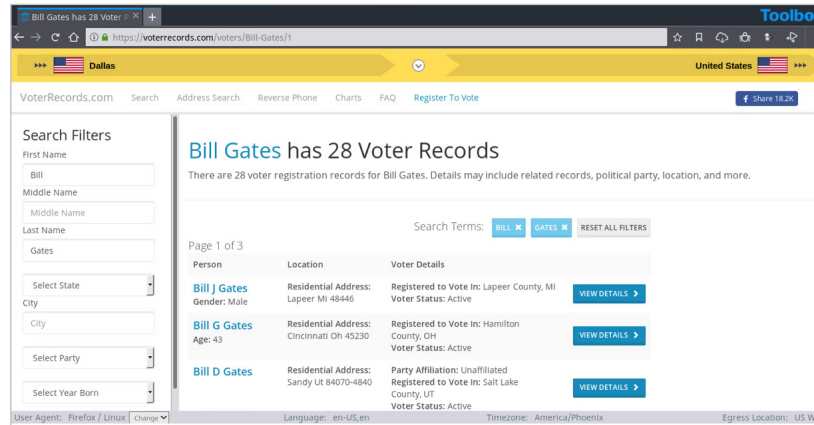 Toolbo
Bill Gates has 28 Voter
https://voterrecords.com/voters/Bill-Gates/1
Dallas
United States
VoterRecords.com Search Address Search Reverse Phone Charts FAQ Register To Vote
Share 18.2K
Search Filters
First Name
Bill
Middle Name
Middle Name
Last Name
Gates
Select State
City
City
Select Party
Select Year Born
Bill Gates has 28 Voter Records
There are 28 voter registration records for Bill Gates. Details may include related records, political party, location, and more.
Search Terms: BILL GATES RESET ALL FILTERS
Page 1 of 3
Person Location Voter Details
Bill J Gates
Gender: Male
Residential Address:
Lapeer Mi 48446
Registered to Vote In: Lapeer County, MI
Voter Status: Active
VIEW DETAILS
Bill G Gates
Age: 43
Residential Address:
Cincinnati Oh 45230
Registered to Vote In: Hamilton
County, OH
Voter Status: Active
VIEW DETAILS
Bill D Gates
Residential Address:
Sandy Ut 84070-4840
Party Affiliation: Unaffiliated
Registered to Vote In: Salt Lake
County, UT
Voter Status: Active
VIEW DETAILS
User Agent: Firefox / Linux Change Language: en-US,en Timezone: America/Phoenix Egress Location: US W